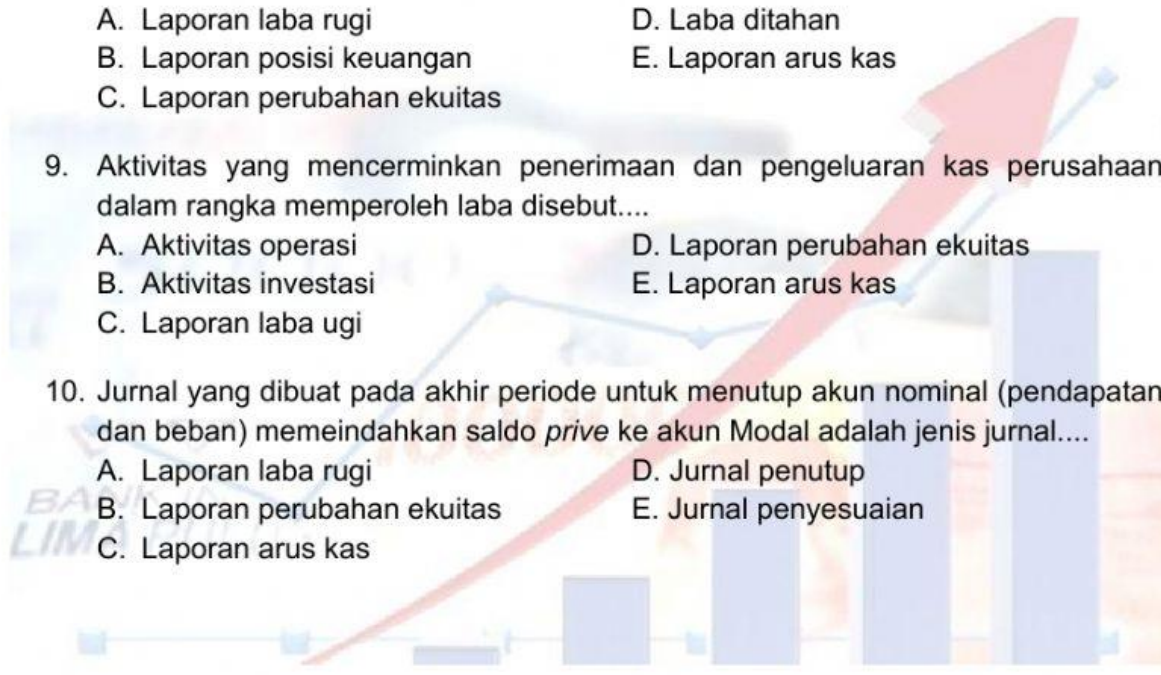 A. Laporan laba rugi D. Laba ditahan
B. Laporan posisi keuangan E. Laporan arus kas
C. Laporan perubahan ekuitas
9. Aktivitas yang mencerminkan penerimaan dan pengeluaran kas perusahaan
dalam rangka memperoleh laba disebut....
A. Aktivitas operasi D. Laporan perubahan ekuitas
B. Aktivitas investasi E. Laporan arus kas
C. Laporan laba ugi
10. Jurnal yang dibuat pada akhir periode untuk menutup akun nominal (pendapatan
dan beban) memeindahkan saldo prive ke akun Modal adalah jenis jurnal....
A. Laporan laba rugi D. Jurnal penutup
B. Laporan perubahan ekuitas E. Jurnal penyesuaian
C. Laporan arus kas
BANK
LIMA